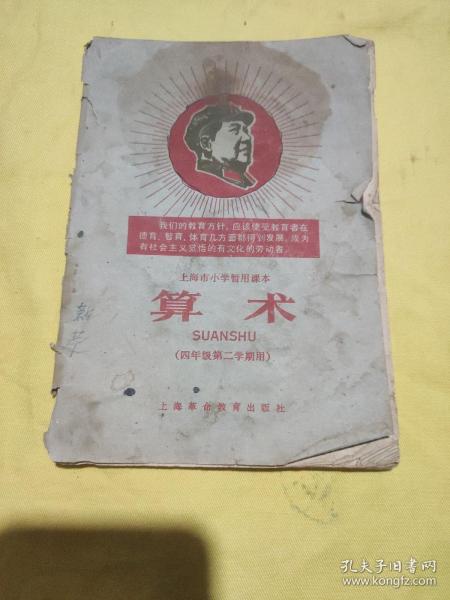 我们的教育方针，应该使受教育者在
德育、智育、体育几方面都得到发展，成为
有社会主义觉悟的有文化的劳动者。
上海市小学暂用课本
算术
SUANSHU
（四年级第二学期用）
上海革命教育出版社
孔夫子旧书网
www.kongfz.com